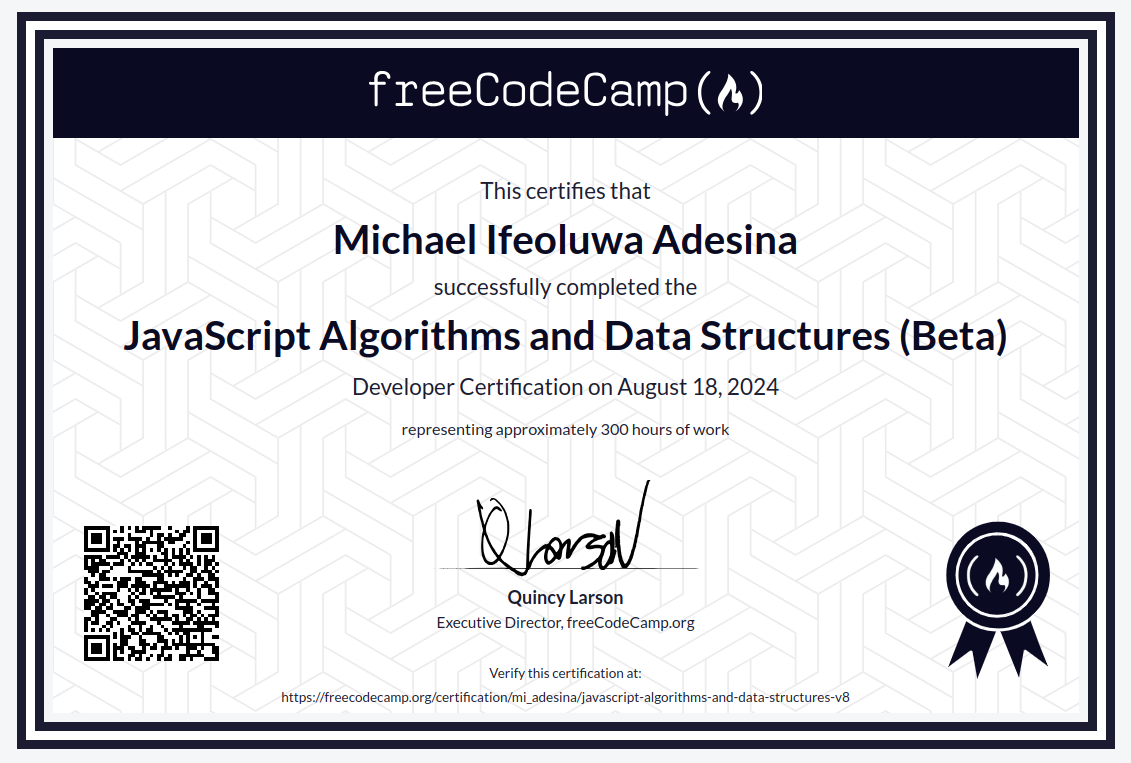 freeCodeCamp
This certifies that
Michael Ifeoluwa Adesina
successfully completed the
JavaScript Algorithms and Data Structures (Beta)
Developer Certification on August 18, 2024
representing approximately 300 hours of work
Quincy Larson
Executive Director, freeCodeCamp.org
Verify this certification at:
https://freecodecamp.org/certification/mi_adesina/javascript-algorithms-and-data-structures-v8